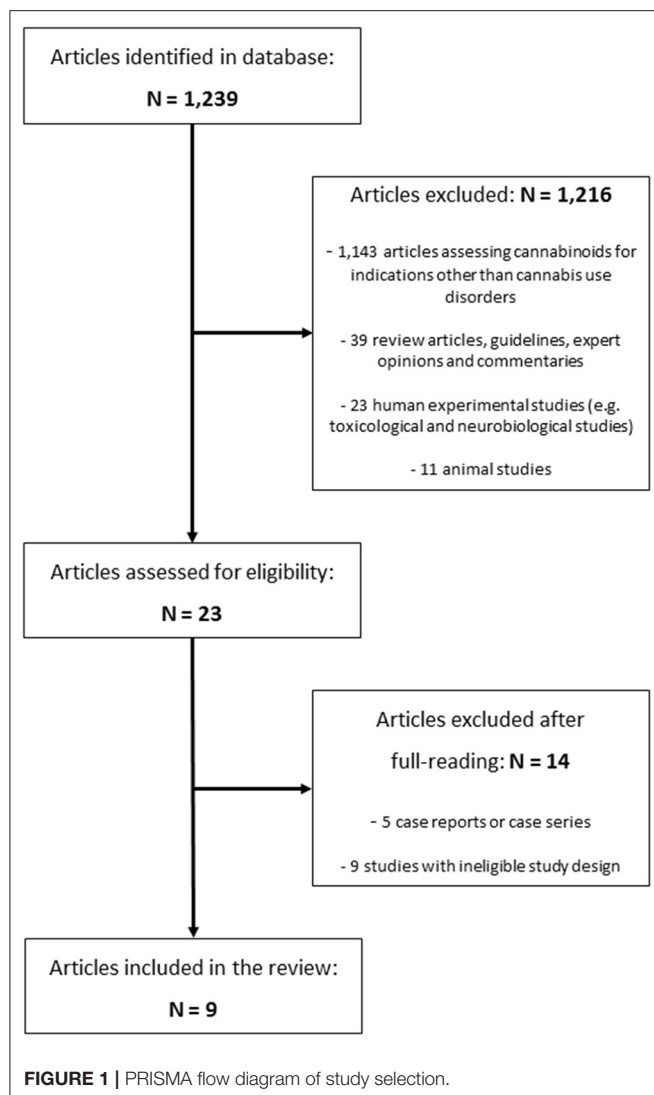 Articles identified in database:
N = 1,239
Articles excluded: N = 1,216
- 1,143 articles assessing cannabinoids for
indications other than cannabis use
disorders
- 39 review articles, guidelines, expert
opinions and commentaries
- 23 human experimental studies (e.g.
toxicological and neurobiological studies)
- 11 animal studies
Articles assessed for eligibility:
N = 23
Articles excluded after
full-reading: N = 14
- 5 case reports or case series
- 9 studies with ineligible study design
Articles included in the review:
N = 9
FIGURE 1 | PRISMA flow diagram of study selection.